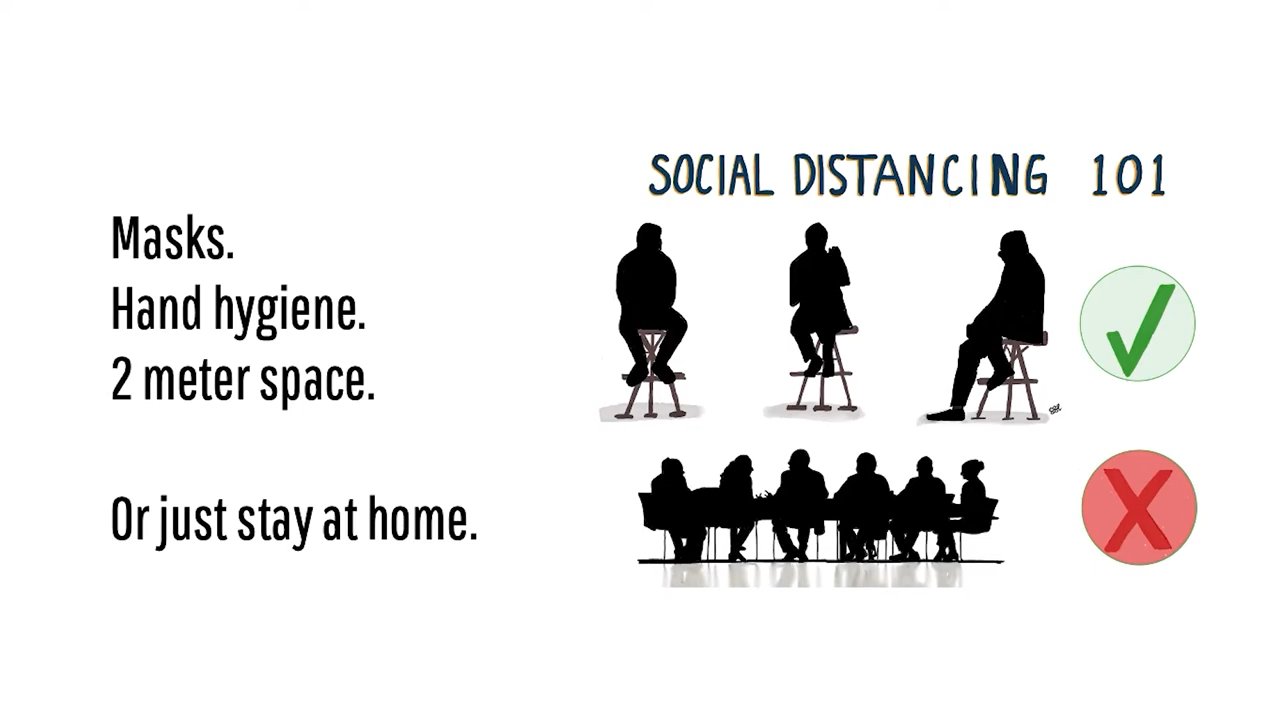 Masks.
Hand hygiene.
2 meter space.
Or just stay at home.
SOCIAL DISTANCING 101